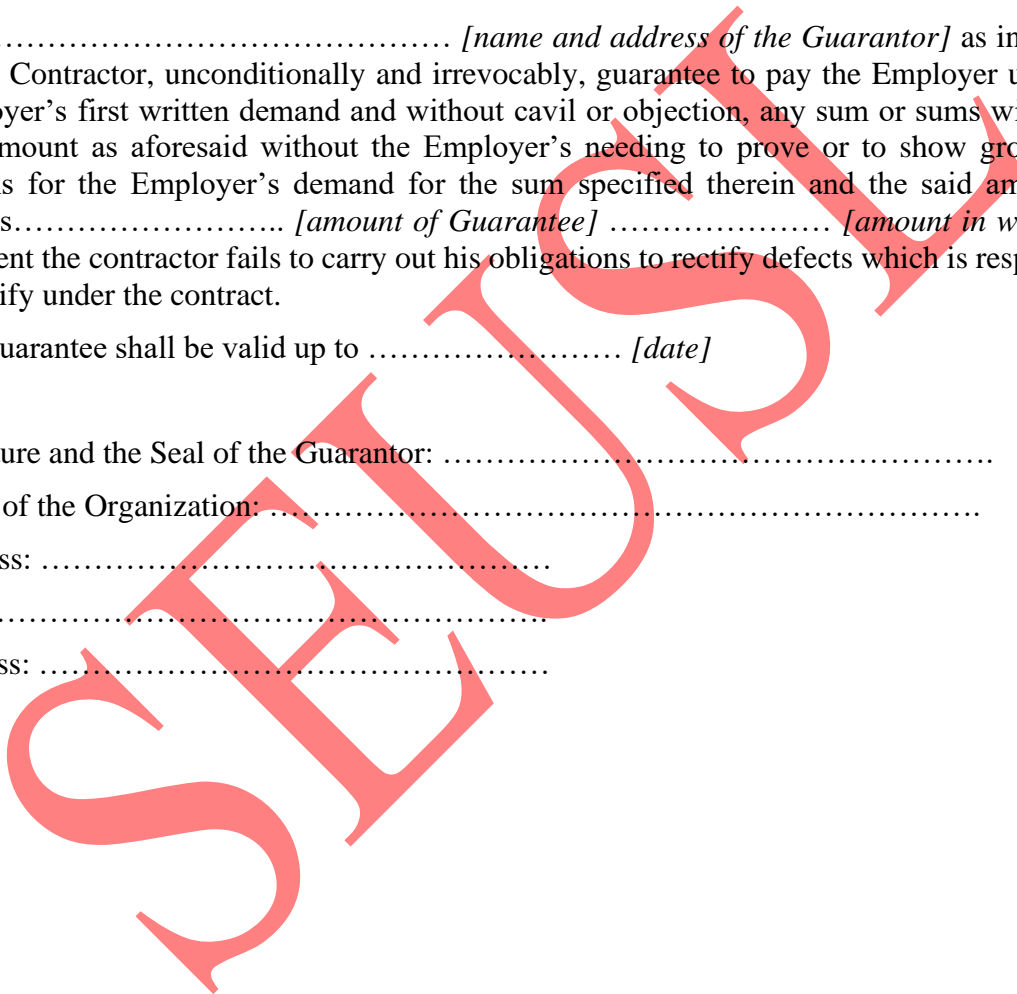 …………………………………… [name and address of the Guarantor] as in
Contractor, unconditionally and irrevocably, guarantee to pay the Employer u
oyer’s first written demand and without cavil or objection, any sum or sums wi
mount as aforesaid without the Employer’s needing to prove or to show gro
s for the Employer’s demand for the sum specified therein and the said am
s…………………….. [amount of Guarantee] ………………… [amount in w
ent the contractor fails to carry out his obligations to rectify defects which is resp
ify under the contract.
uarantee shall be valid up to …………………… [date]
ure and the Seal of the Guarantor: …………………………………………….
of the Organization: ………………………………………………………….
ss: …………………………………………
…………………………………………….
ss: …………………………………………
SEUSL